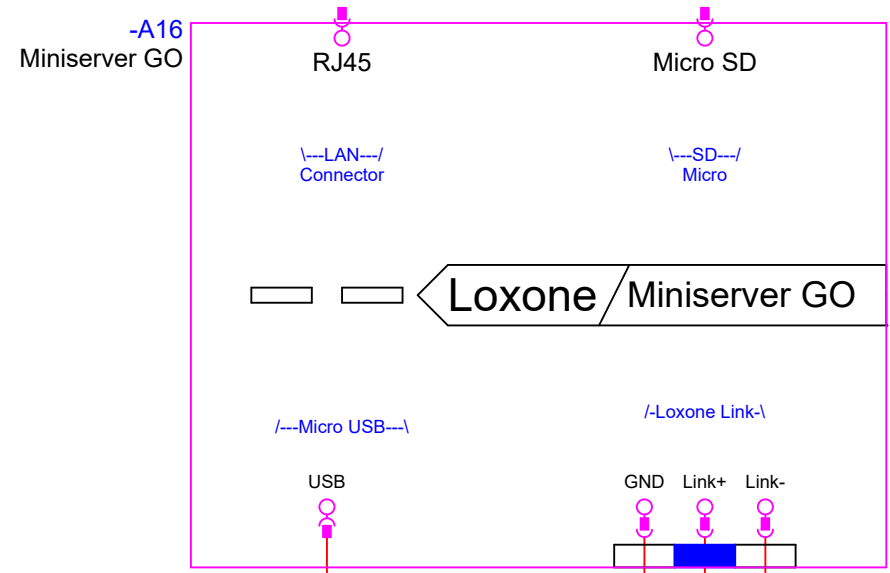 -A16
Miniserver GO
RJ45
Micro SD
\---LAN---/
Connector
\---SD---/
Micro
Loxone/Miniserver GO
/---Micro USB---\
/-Loxone Link-\
USB
GND Link+ Link-